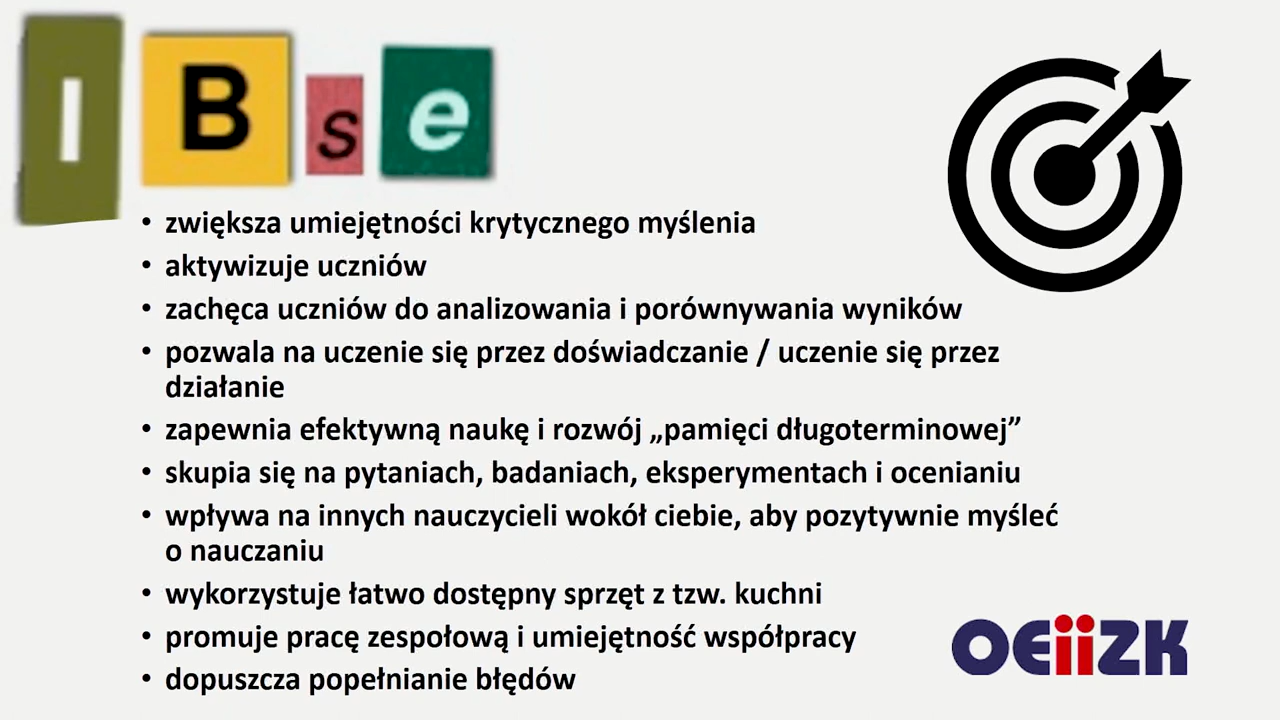 IBse
• zwiększa umiejętności krytycznego myślenia
• aktywizuje uczniów
• zachęca uczniów do analizowania i porównywania wyników
• pozwala na uczenie się przez doświadczanie / uczenie się przez
działanie
• zapewnia efektywną naukę i rozwój „pamięci długoterminowej”
• skupia się na pytaniach, badaniach, eksperymentach i ocenianiu
• wpływa na innych nauczycieli wokół ciebie, aby pozytywnie myśleć
o nauczaniu
• wykorzystuje łatwo dostępny sprzęt z tzw. kuchni
• promuje pracę zespołową i umiejętność współpracy
• dopuszcza popełnianie błędów
OEiiZK